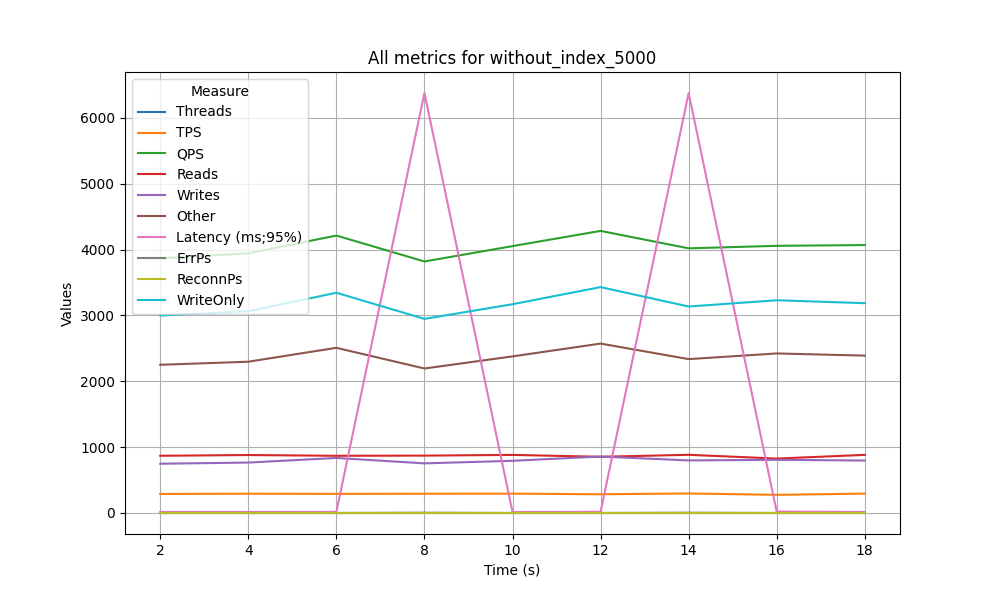 All metrics for without_index_5000
Measure
Threads
TPS
QPS
Reads
Writes
Other
Latency (ms;95%)
ErrPs
ReconnPs
WriteOnly
6000
5000
4000
3000
2000
1000
0
Values
2 4 6 8 10 12 14 16 18
Time (s)